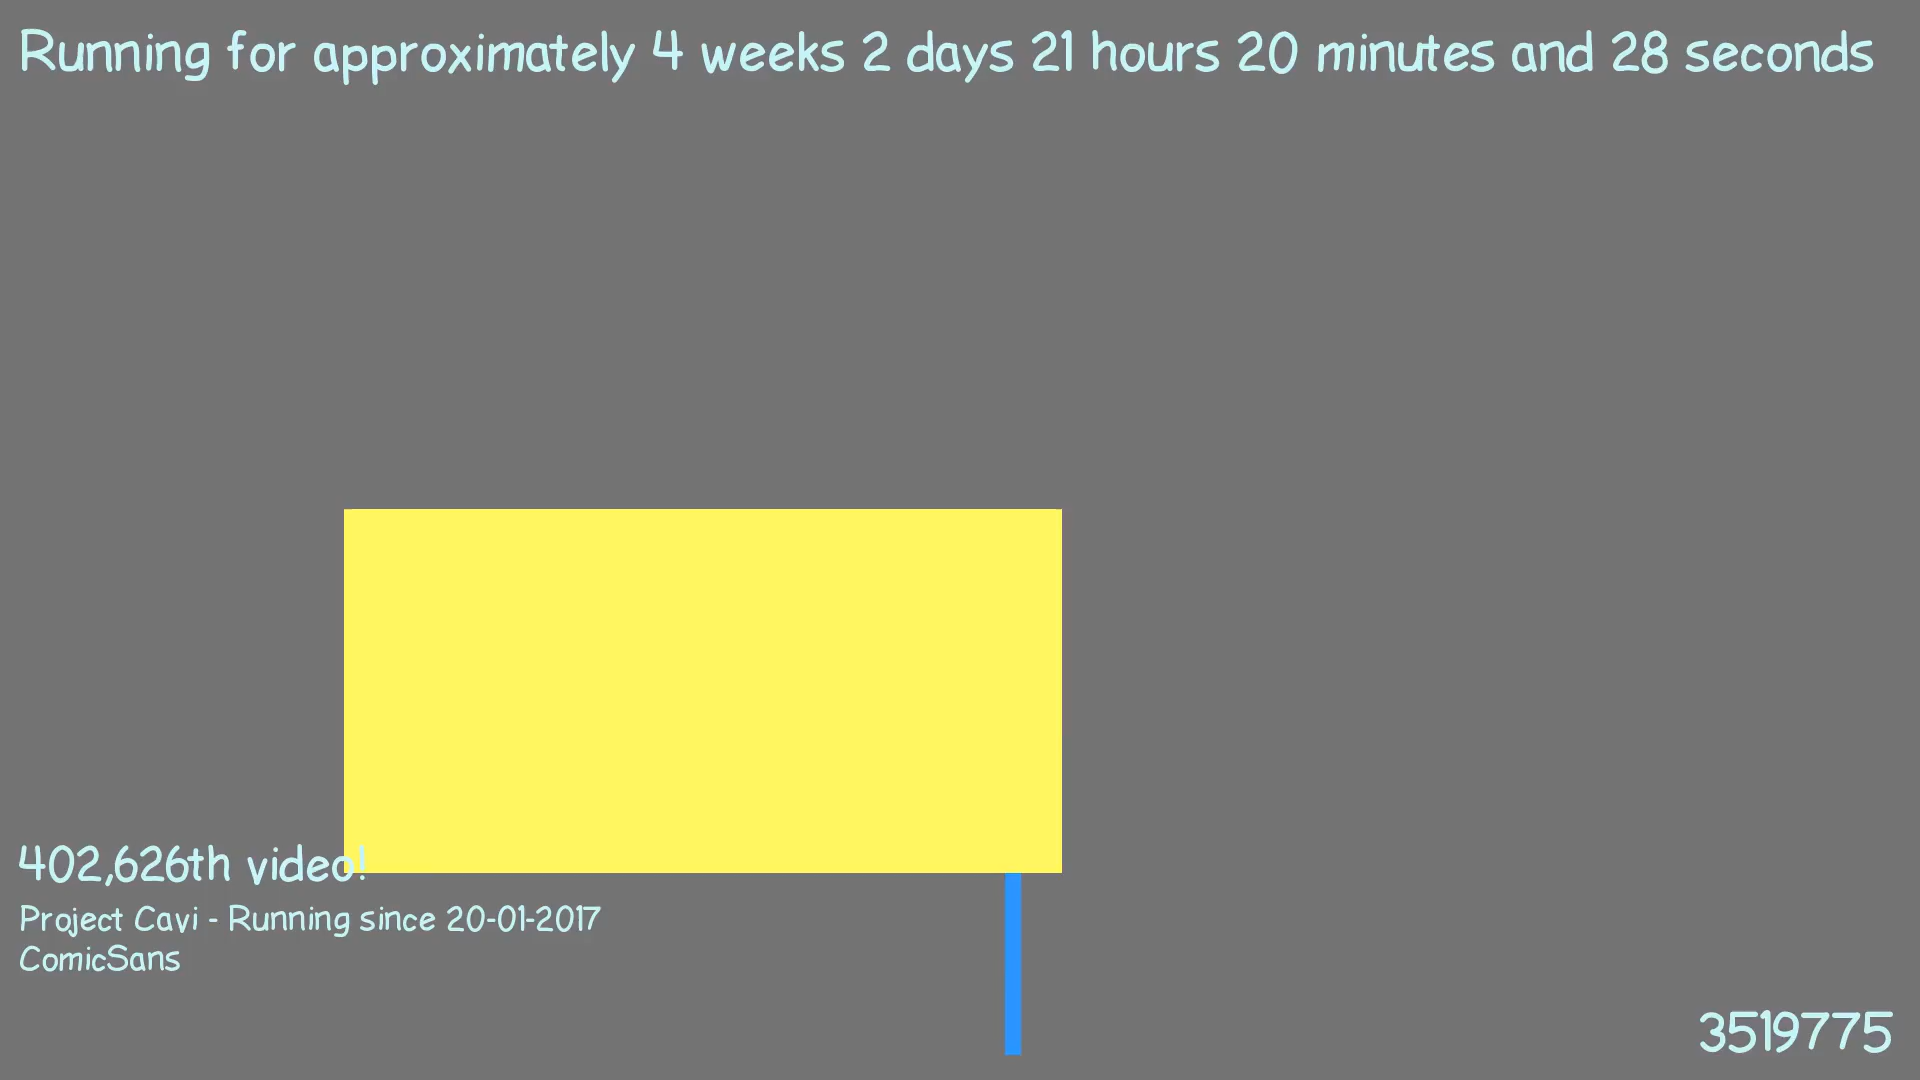 Running for approximately 4 weeks 2 days 21 hours 20 minutes and 28 seconds
402,626th video!
Project Cavi - Running since 20-01-2017
ComicSans
3519775